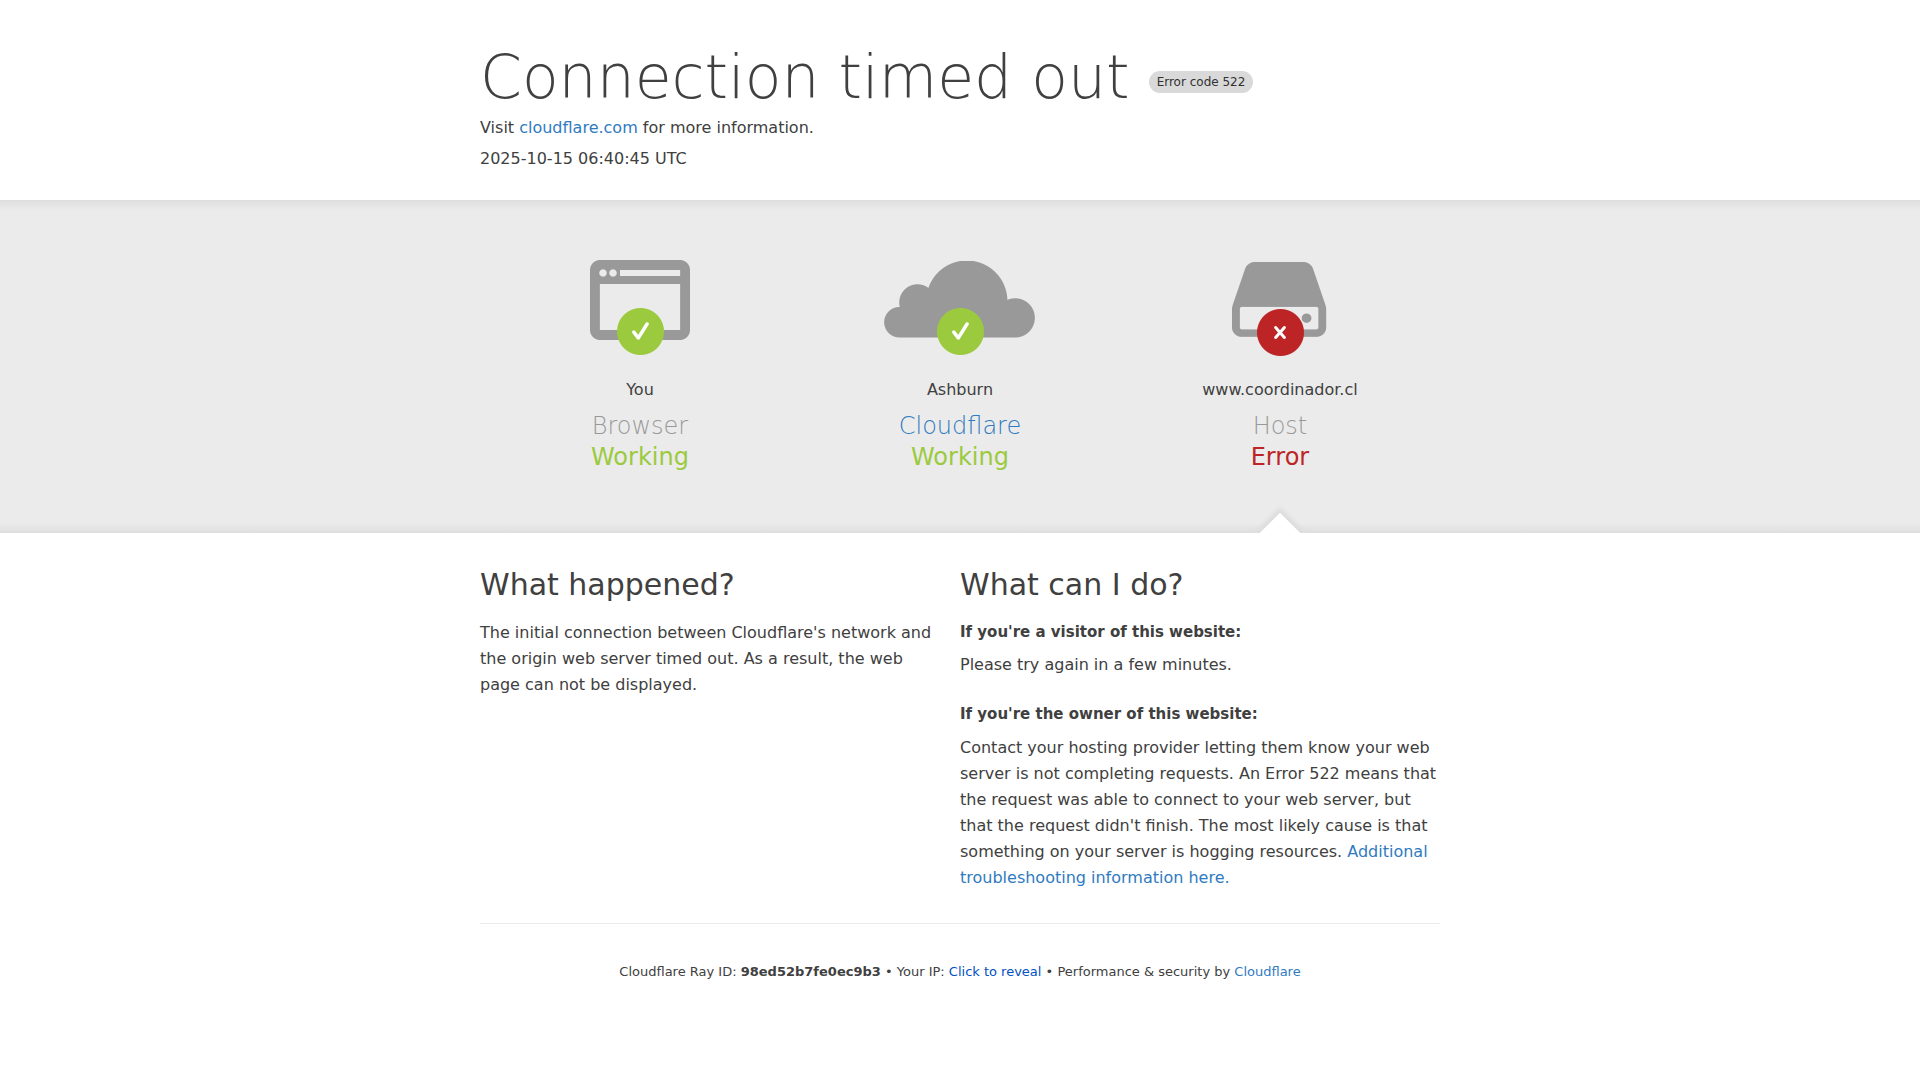 Connection timed out Error code 522
Visit cloudflare.com for more information.
2025-10-15 06:40:45 UTC
You
Browser
Working
Ashburn
Cloudflare
Working
www.coordinador.cl
Host
Error
What happened?
The initial connection between Cloudflare's network and
the origin web server timed out. As a result, the web
page can not be displayed.
What can I do?
If you're a visitor of this website:
Please try again in a few minutes.
If you're the owner of this website:
Contact your hosting provider letting them know your web
server is not completing requests. An Error 522 means that
the request was able to connect to your web server, but
that the request didn't finish. The most likely cause is that
something on your server is hogging resources. Additional
troubleshooting information here.
Cloudflare Ray ID: 98ed52b7fe0ec9b3 • Your IP: Click to reveal • Performance & security by Cloudflare